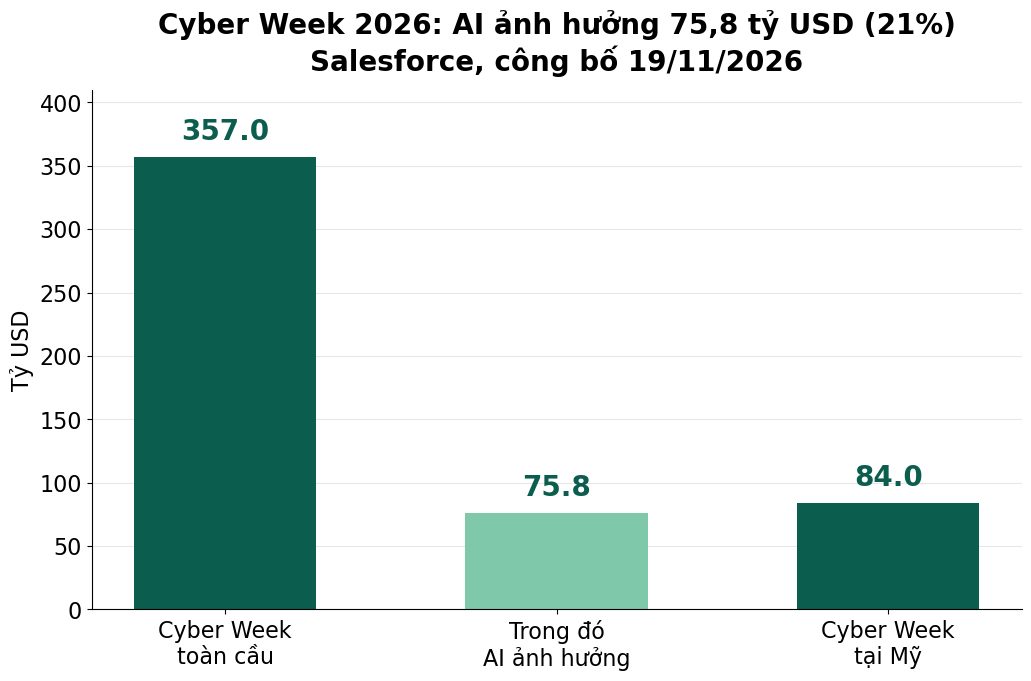 Cyber Week 2026: AI ảnh hưởng 75,8 tỷ USD (21%)
Salesforce, công bố 19/11/2026
Tỷ USD
400
350
300
250
200
150
100
50
0
357.0
75.8
84.0
Cyber Week
toàn cầu
Trong đó
AI ảnh hưởng
Cyber Week
tại Mỹ